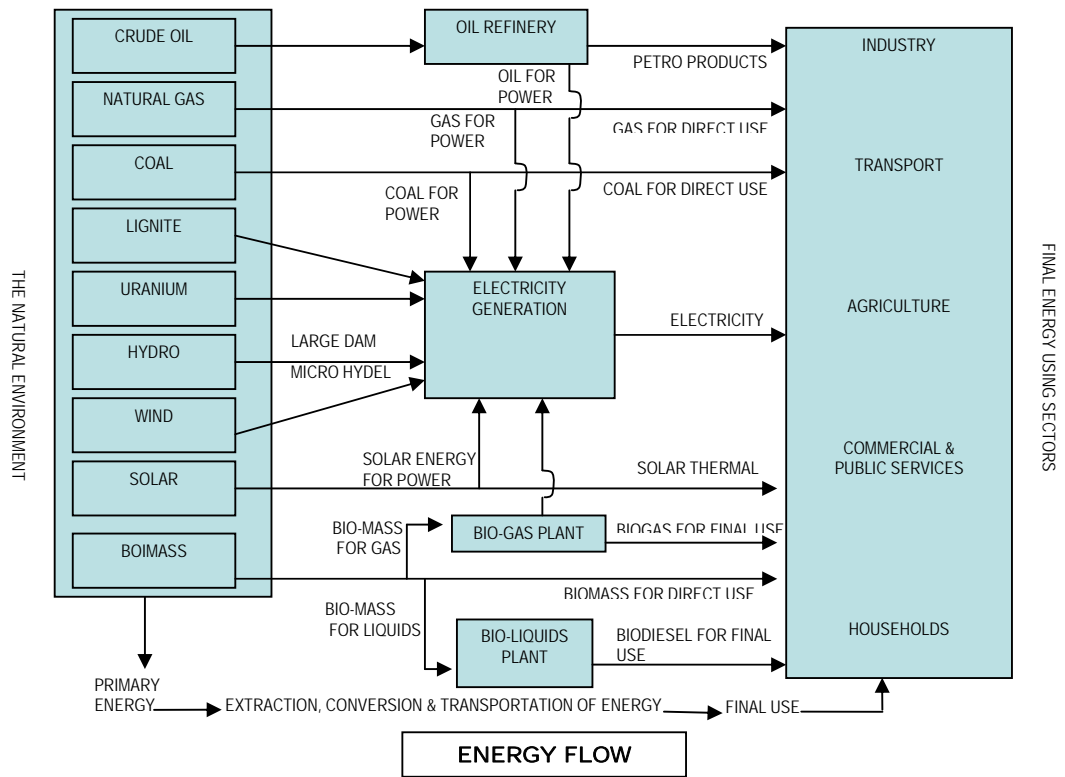 CRUDE OIL
OIL REFINERY
INDUSTRY
PETRO PRODUCTS
OIL FOR
POWER
NATURAL GAS
GAS FOR
POWER
GAS FOR DIRECT USE
COAL
TRANSPORT
COAL FOR
POWER
COAL FOR DIRECT USE
LIGNITE
THE NATURAL ENVIRONMENT
FINAL ENERGY USING SECTORS
URANIUM
ELECTRICITY
GENERATION
AGRICULTURE
ELECTRICITY
HYDRO
LARGE DAM
MICRO HYDEL
WIND
COMMERCIAL &
PUBLIC SERVICES
SOLAR
SOLAR ENERGY
FOR POWER
SOLAR THERMAL
BIO-MASS
FOR GAS
BIO-GAS PLANT
BIOGAS FOR FINAL USE
BOIMASS
BIOMASS FOR DIRECT USE
BIO-MASS
FOR LIQUIDS
BIO-LIQUIDS
PLANT
BIODIESEL FOR FINAL
USE
HOUSEHOLDS
PRIMARY
ENERGY
EXTRACTION, CONVERSION & TRANSPORTATION OF ENERGY
FINAL USE
ENERGY FLOW